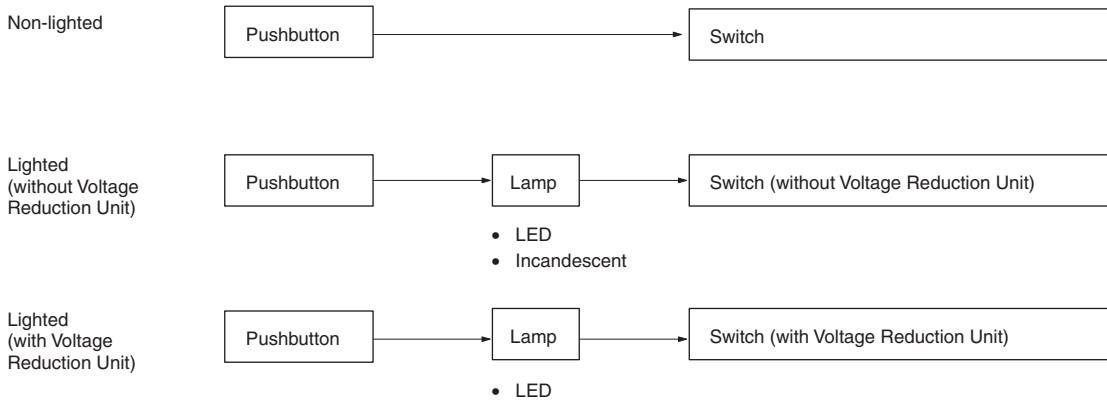 Non-lighted
Pushbutton
Switch
Lighted
(without Voltage
Reduction Unit)
Pushbutton
Lamp
Switch (without Voltage Reduction Unit)
• LED
• Incandescent
Lighted
(with Voltage
Reduction Unit)
Pushbutton
Lamp
Switch (with Voltage Reduction Unit)
• LED